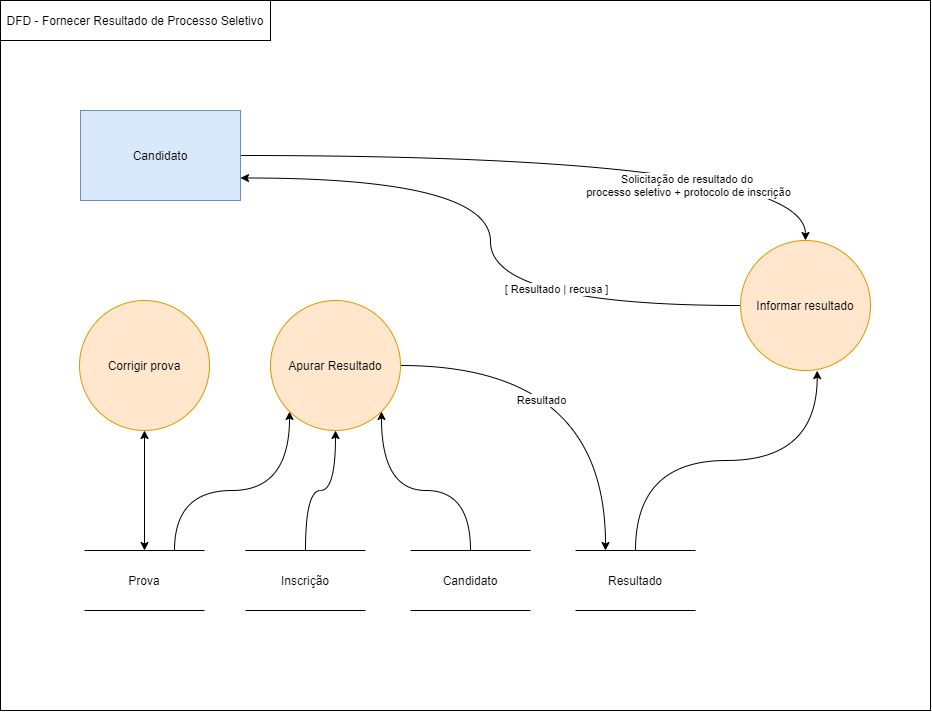 DFD - Fornecer Resultado de Processo Seletivo
Candidato
Solicitação de resultado do
processo seletivo + protocolo de inscrição
[ Resultado | recusa ]
Informar resultado
Corrigir prova
Apurar Resultado
Resultado
Prova
Inscrição
Candidato
Resultado